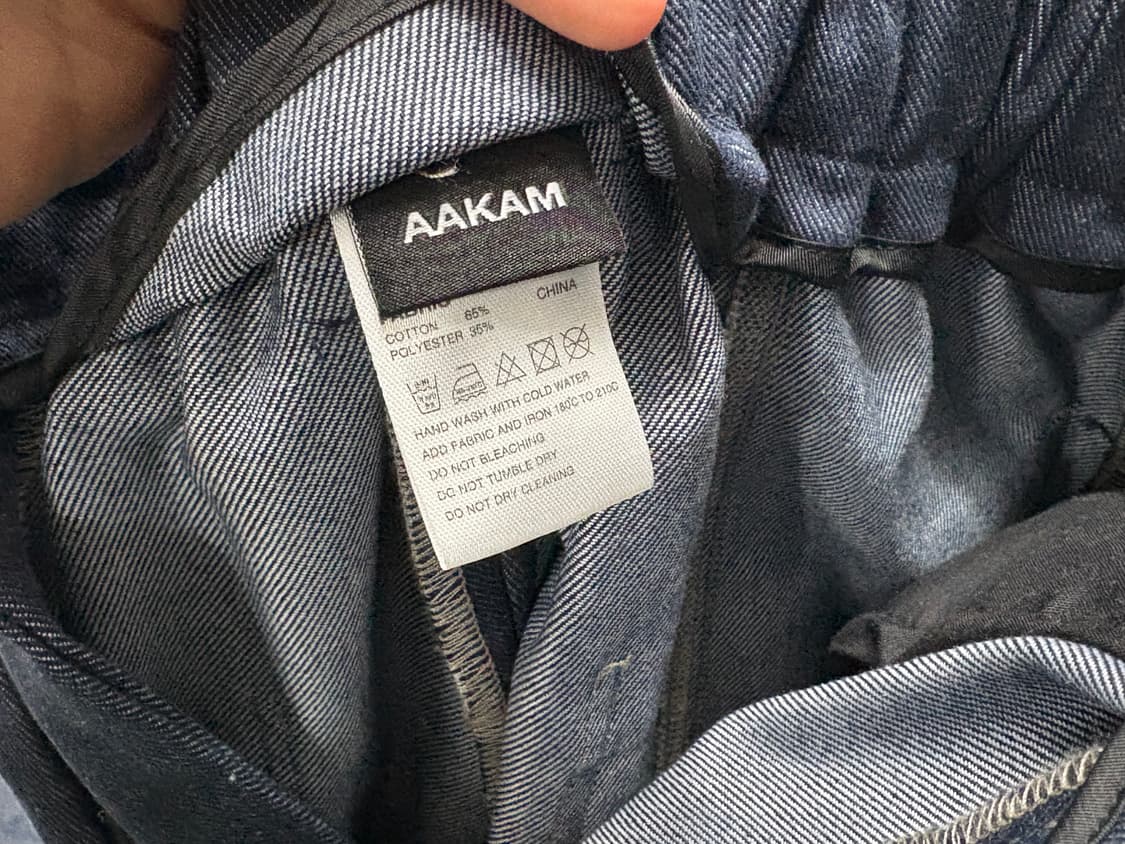 AAKAM
CHINA
COTTON 65%
POLYESTER 35%
HAND WASH WITH COLD WATER
ADD FABRIC AND IRON 180C TO 210C
DO NOT BLEACHING
DO NOT TUMBLE DRY
DO NOT DRY CLEANING